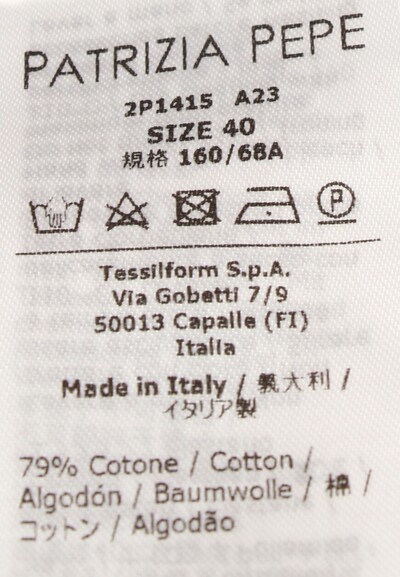 PATRIZIA PEPE
2P1415 A23
SIZE 40
規格 160/68A
P
Tessilform S.p.A.
Via Gobetti 7/9
50013 Capalle (FI)
Italia
Made in Italy / 義大利 /
イタリア製
79% Cotone / Cotton /
Algodón / Baumwolle / 棉 /
コットン / Algodão